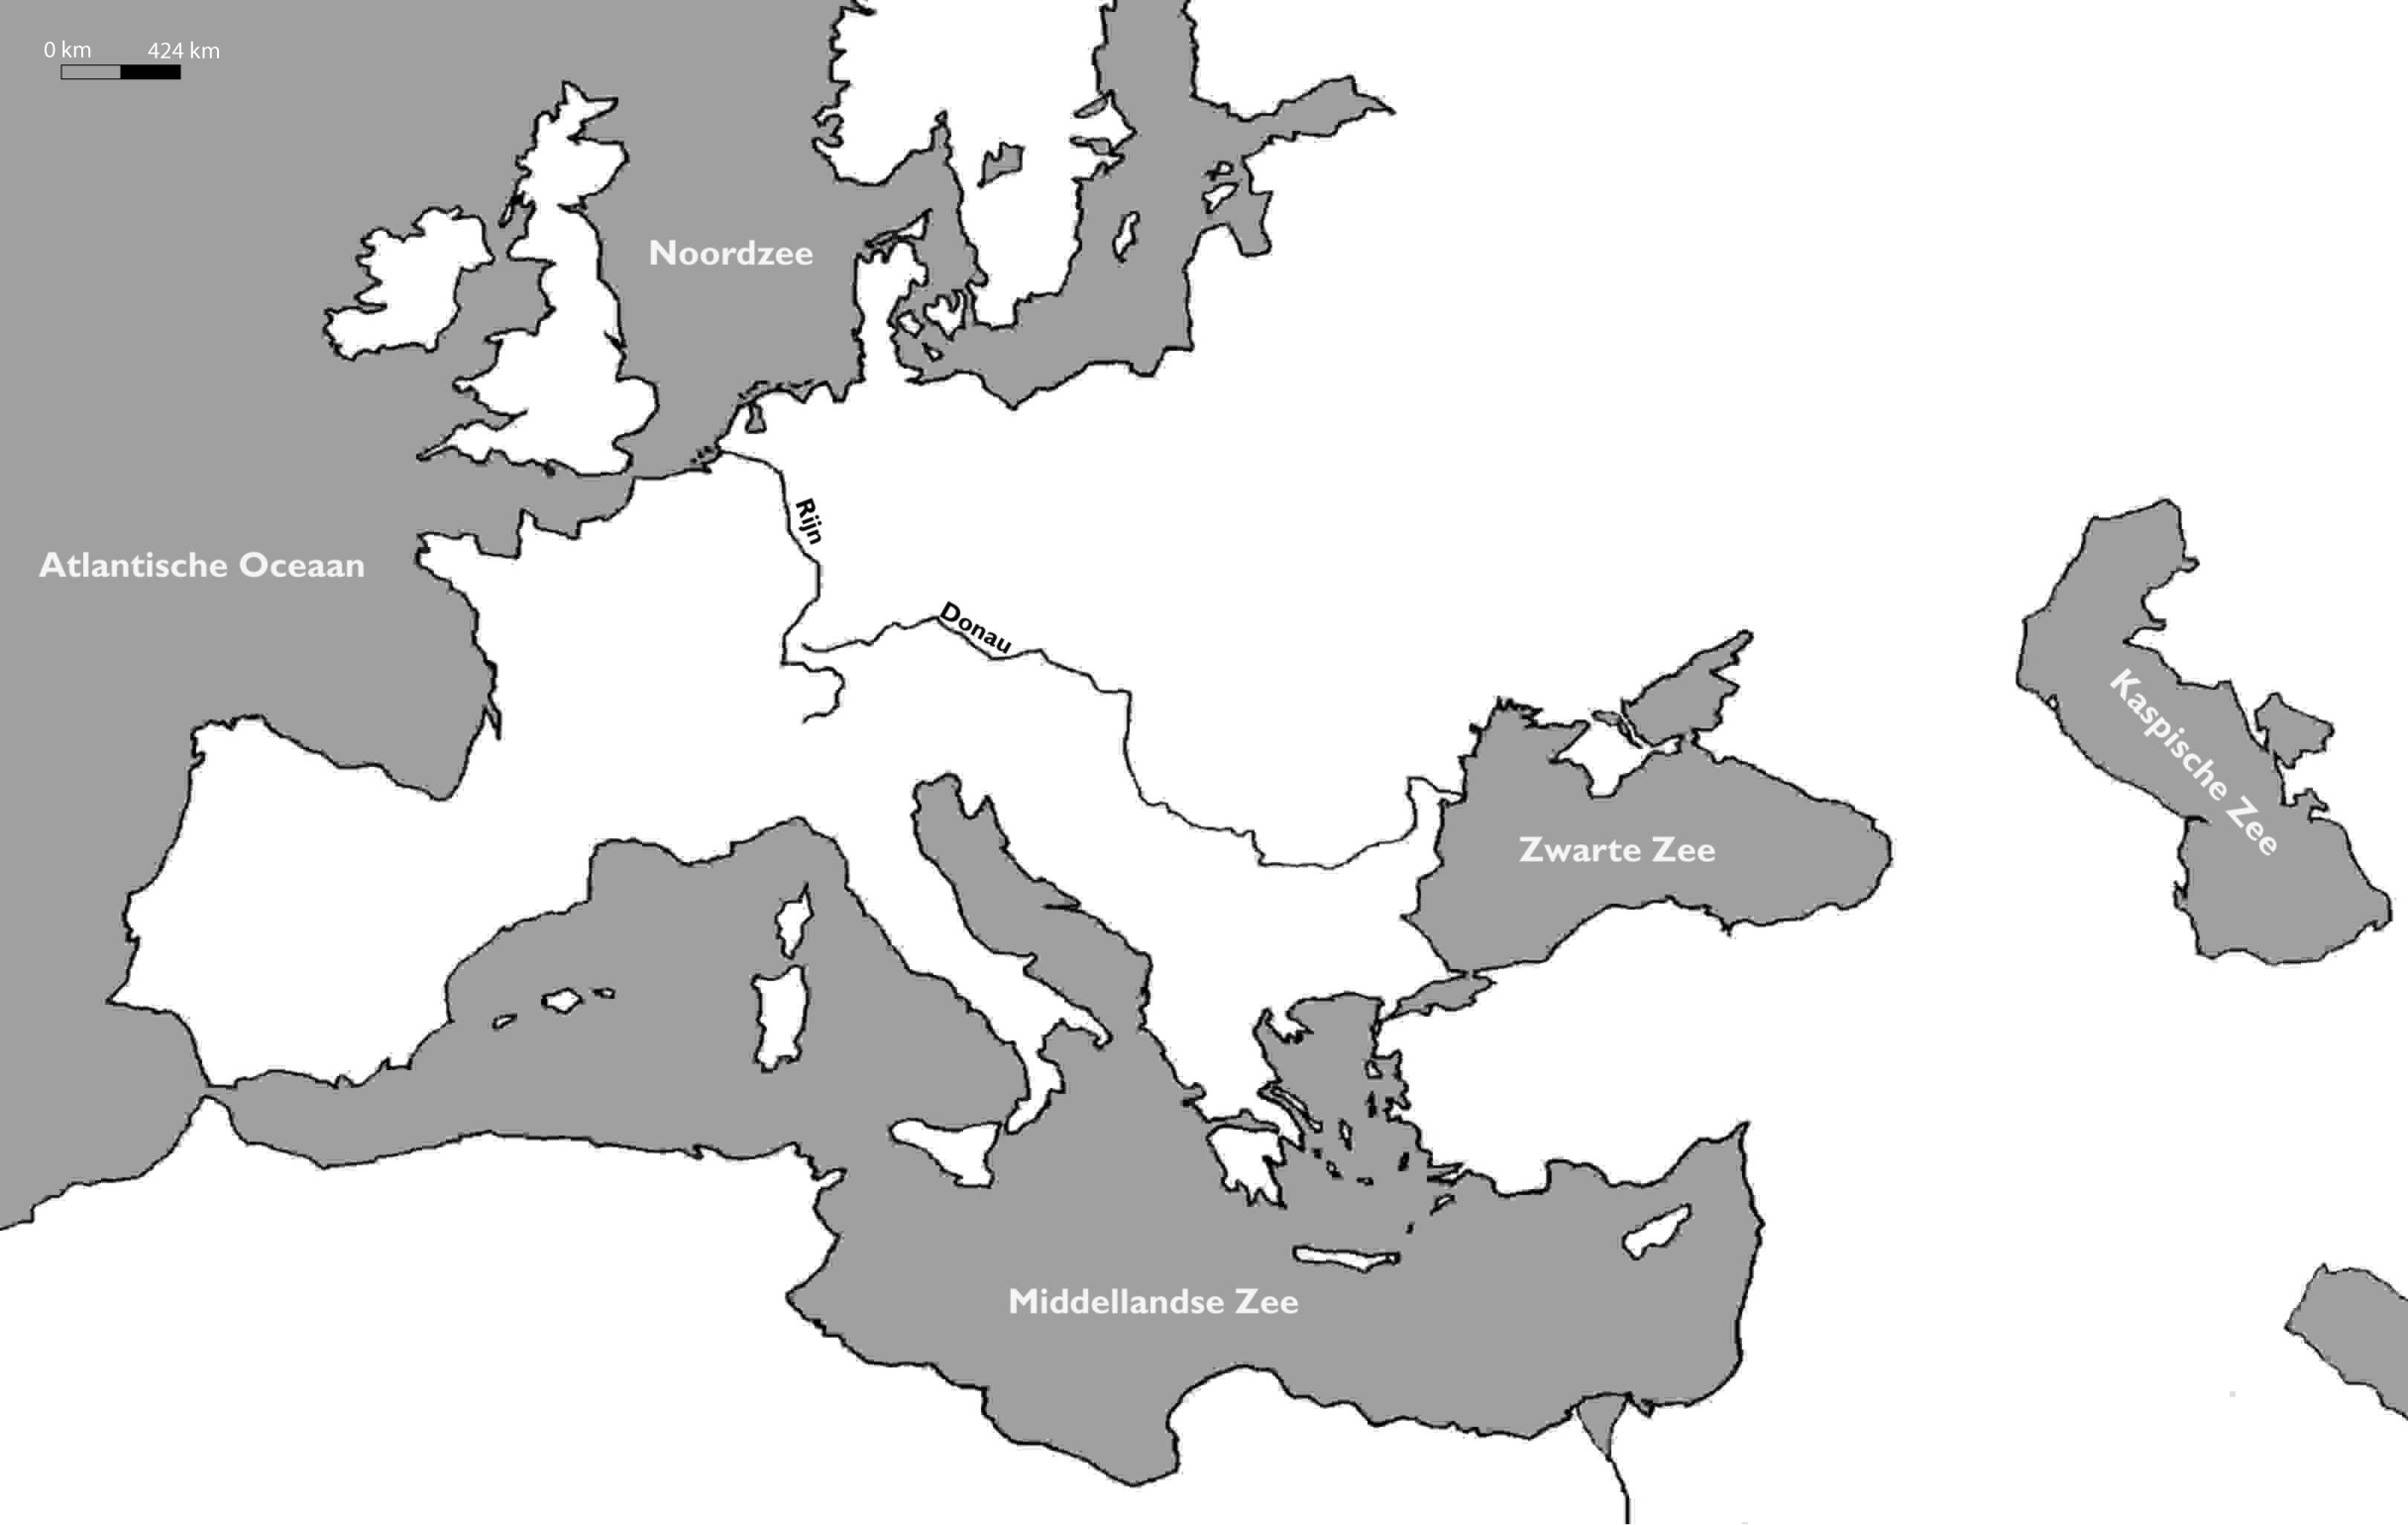 0 km 424 km
Noordzee
Rijn
Atlantische Oceaan
Donau
Kaspische Zee
Zwarte Zee
Middellandse Zee